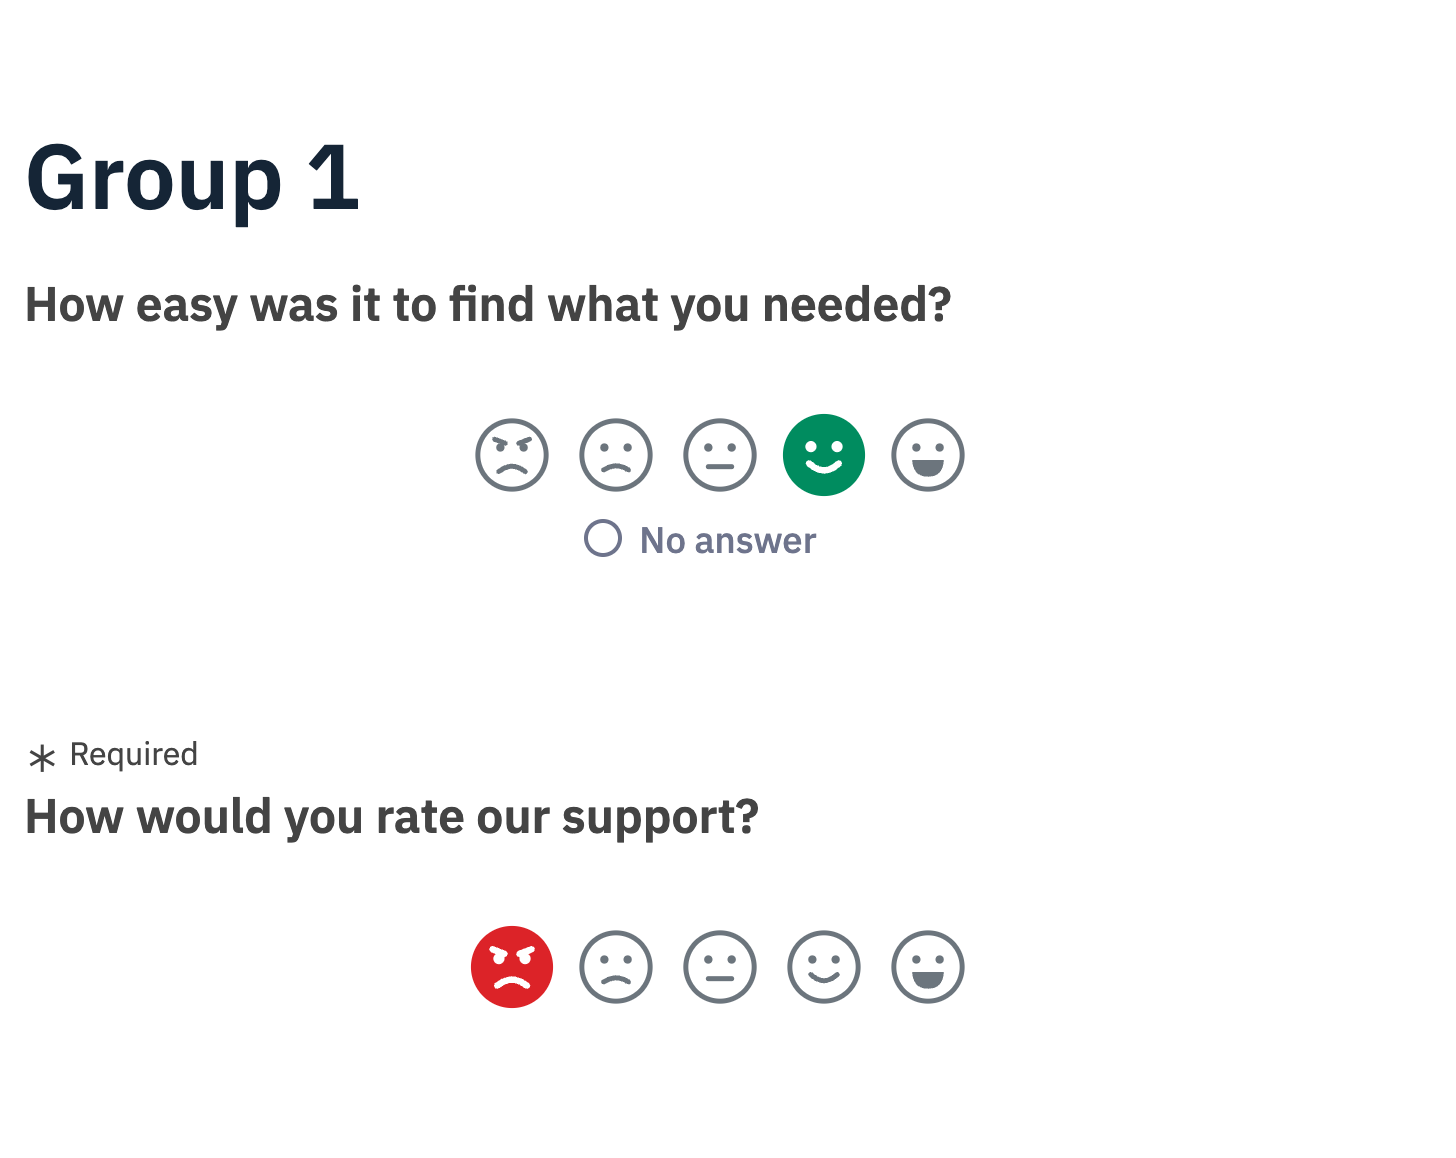 Group 1
How easy was it to find what you needed?
No answer
* Required
How would you rate our support?